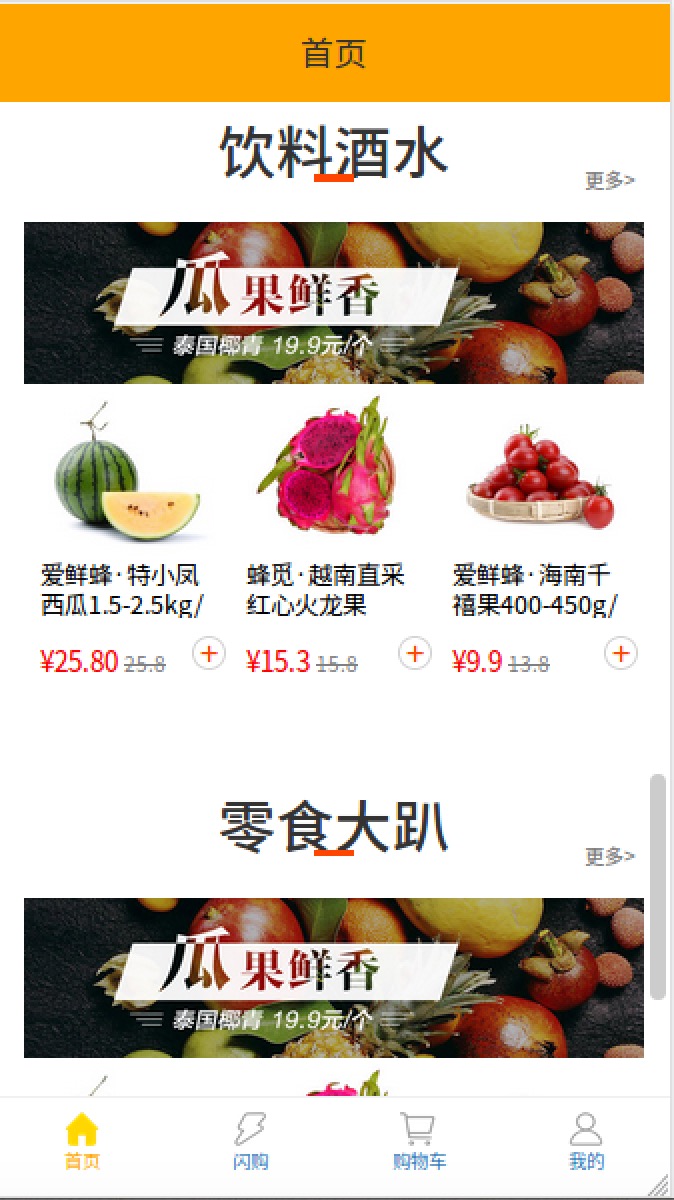 首页
饮料酒水
更多>
瓜果鲜香
泰国椰青 19.9元/个
爱鲜蜂·特小凤
西瓜1.5-2.5kg/
¥25.80 25.8
蜂觅·越南直采
红心火龙果
¥15.3 15.8
爱鲜蜂·海南千
禧果400-450g/
¥9.9 13.8
零食大趴
更多>
瓜果鲜香
泰国椰青 19.9元/个
首页
闪购
购物车
我的